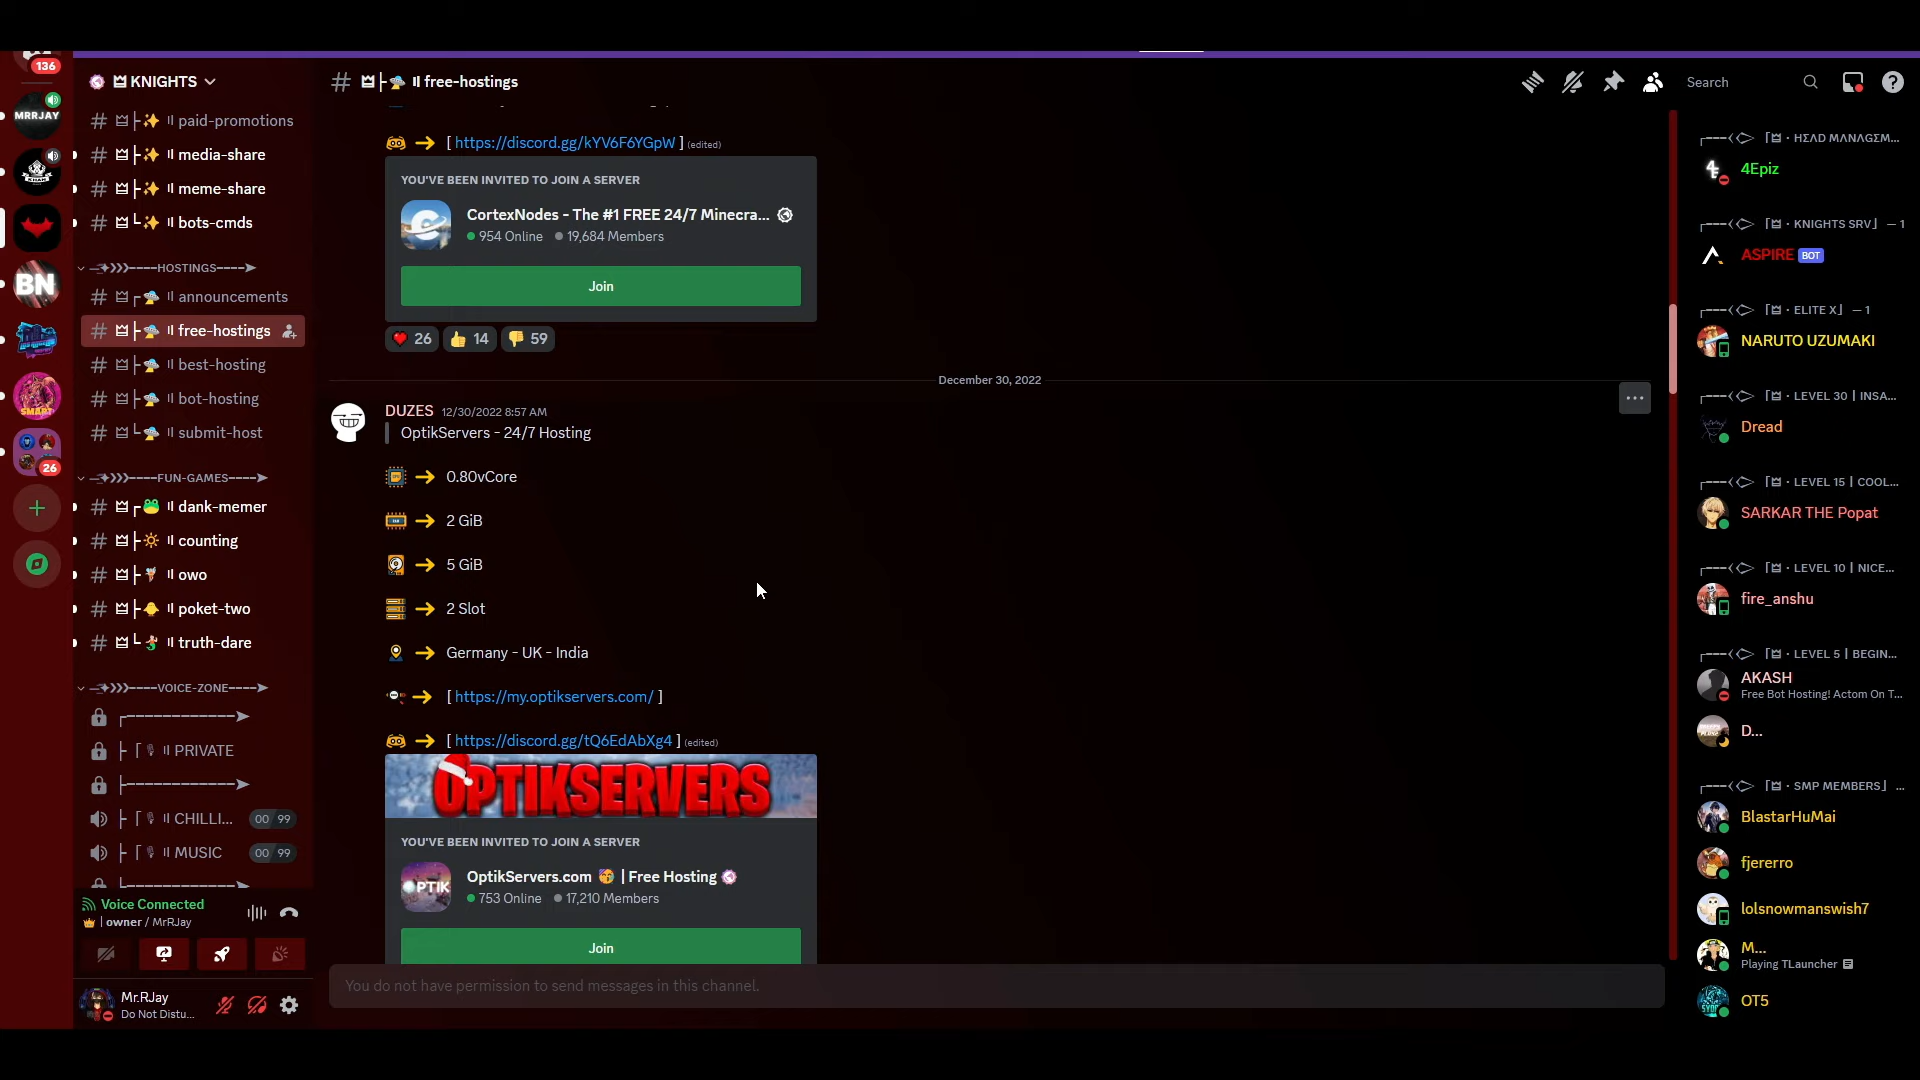 136
MRRJAY
KHAN
BN
SMART
26
KNIGHTS
paid-promotions
media-share
meme-share
bots-cmds
HOSTINGS
announcements
free-hostings
best-hosting
bot-hosting
submit-host
FUN-GAMES
dank-memer
counting
owo
poket-two
truth-dare
VOICE-ZONE
PRIVATE
CHILLI... 00 99
MUSIC 00 99
Voice Connected
| owner / MrRJay
Mr.RJay
Do Not Distu...
free-hostings
Search
[ https://discord.gg/kYV6F6YGpW ] (edited)
YOU'VE BEEN INVITED TO JOIN A SERVER
CortexNodes - The #1 FREE 24/7 Minecra...
954 Online 19,684 Members
Join
26 14 59
December 30, 2022
DUZES 12/30/2022 8:57 AM
OptikServers - 24/7 Hosting
0.80vCore
2 GiB
5 GiB
2 Slot
Germany - UK - India
[ https://my.optikservers.com/ ]
[ https://discord.gg/tQ6EdAbXg4 ] (edited)
OPTIKSERVERS
YOU'VE BEEN INVITED TO JOIN A SERVER
OPTIK
OptikServers.com | Free Hosting
753 Online 17,210 Members
Join
You do not have permission to send messages in this channel.
HΣΛD MΛNΛGΣM...
4Epiz
KNIGHTS SRV 」 — 1
ASPIRE BOT
ELITE X 」 — 1
NARUTO UZUMAKI
LEVEL 30 | INSA...
Dread
LEVEL 15 | COOL...
SARKAR THE Popat
LEVEL 10 | NICE...
fire_anshu
LEVEL 5 | BEGIN...
AKASH
Free Bot Hosting! Actom On T...
D...
SMP MEMBERS 」 ...
BlastarHuMai
fjererro
lolsnowmanswish7
M...
Playing TLauncher
OT5